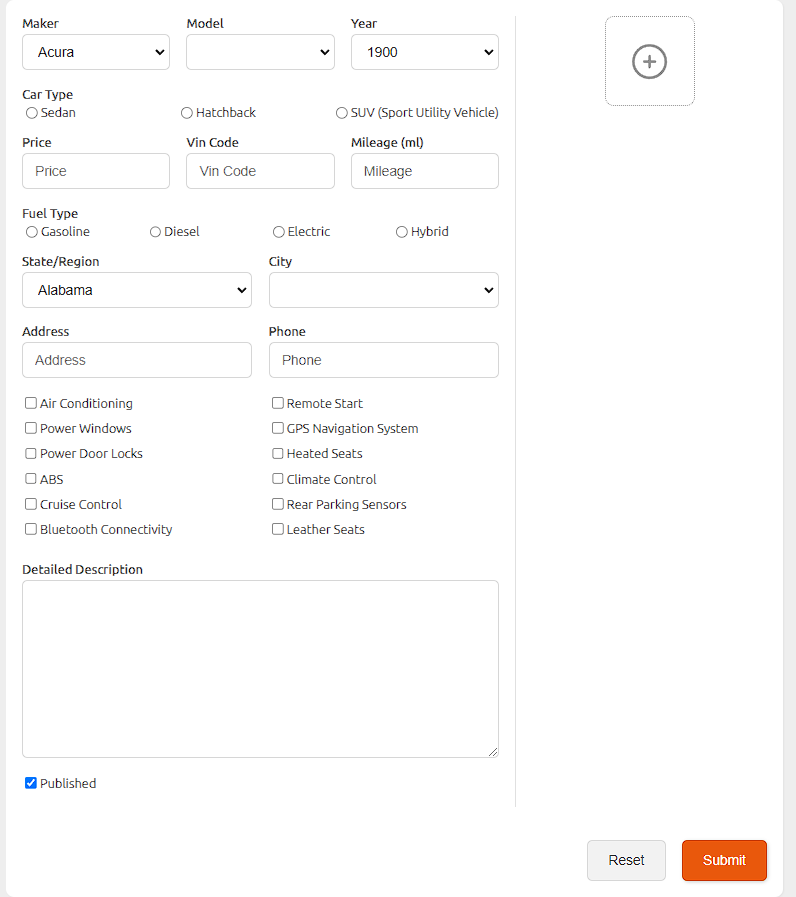 Maker Model Year
Acura 1900
Car Type
Sedan Hatchback SUV (Sport Utility Vehicle)
Price Vin Code Mileage (ml)
Price Vin Code Mileage
Fuel Type
Gasoline Diesel Electric Hybrid
State/Region City
Alabama
Address Phone
Address Phone
Air Conditioning Remote Start
Power Windows GPS Navigation System
Power Door Locks Heated Seats
ABS Climate Control
Cruise Control Rear Parking Sensors
Bluetooth Connectivity Leather Seats
Detailed Description
Published
Reset Submit